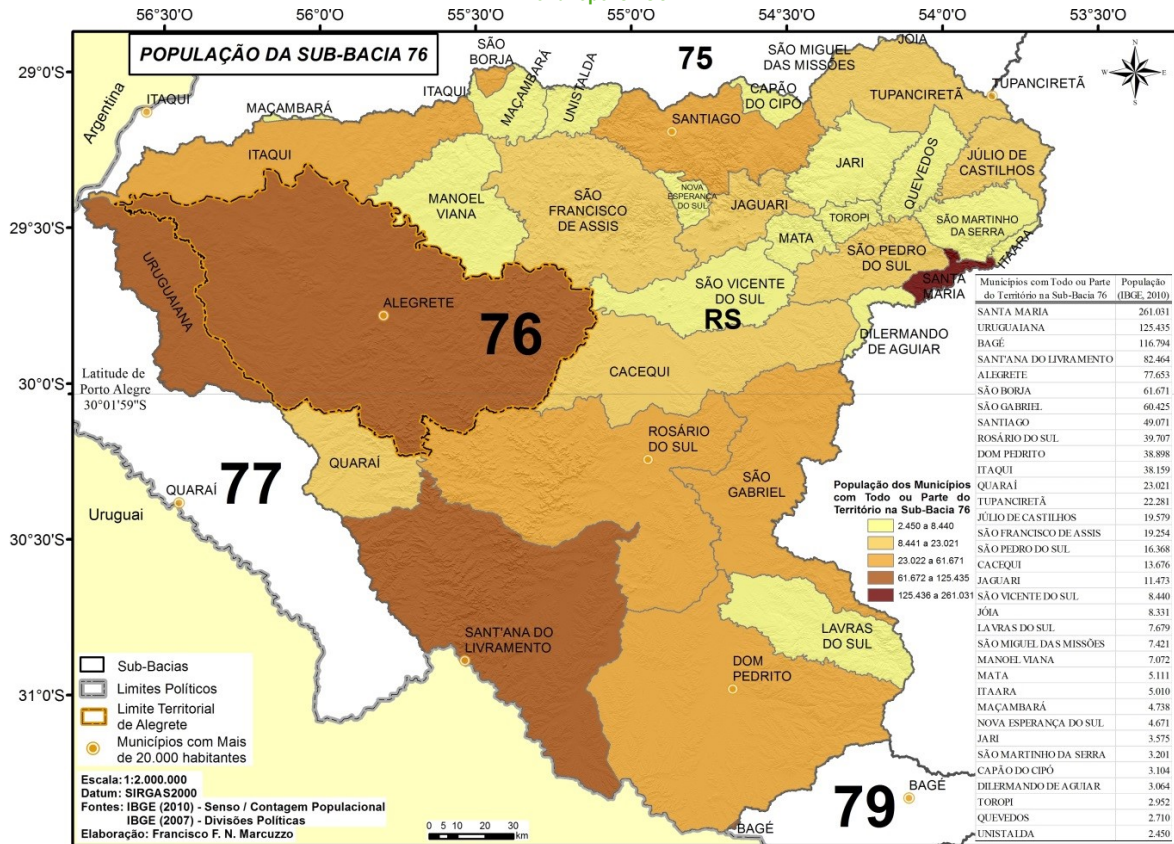 56°30'O
56°0'O
55°30'O
55°0'O
54°30'O
54°0'O
53°30'O
POPULAÇÃO DA SUB-BACIA 76
29°0'S
29°30'S
30°0'S
30°30'S
31°0'S
Argentina
ITAQUI
MAÇAMBARÁ
ITAQUI
SÃO
BORJA
MAÇAMBARÁ
UNISTALDA
75
SÃO MIGUEL
DAS MISSÕES
JÓIA
CAPÃO
DO CIPÓ
TUPANCIRETÃ
TUPANCIRETÃ
SANTIAGO
ITAQUI
JARI
QUEVEDOS
JÚLIO DE
CASTILHOS
MANOEL
VIANA
SÃO
FRANCISCO
DE ASSIS
NOVA
ESPERANÇA
DO SUL
JAGUARI
TOROPI
MATA
SÃO MARTINHO
DA SERRA
ITAARA
SÃO PEDRO
DO SUL
SANTA
MARIA
URUGUAIANA
ALEGRETE
76
SÃO VICENTE
DO SUL
RS
DILERMANDO
DE AGUIAR
CACEQUI
Latitude de
Porto Alegre
30°01'59"S
QUARAÍ
ROSÁRIO
DO SUL
SÃO
GABRIEL
77
QUARAÍ
Uruguai
SANT'ANA DO
LIVRAMENTO
LAVRAS
DO SUL
DOM
PEDRITO
79
BAGÉ
BAGÉ
População dos Municípios
com Todo ou Parte do
Território na Sub-Bacia 76
2.450 a 8.440
8.441 a 23.021
23.022 a 61.671
61.672 a 125.435
125.436 a 261.031
Municípios com Todo ou Parte do Território na Sub-Bacia 76 População (IBGE, 2010)
SANTA MARIA 261.031
URUGUAIANA 125.435
BAGÉ 116.794
SANT'ANA DO LIVRAMENTO 82.464
ALEGRETE 77.653
SÃO BORJA 61.671
SÃO GABRIEL 60.425
SANTIAGO 49.071
ROSÁRIO DO SUL 39.707
DOM PEDRITO 38.898
ITAQUI 38.159
QUARAÍ 23.021
TUPANCIRETÃ 22.281
JÚLIO DE CASTILHOS 19.579
SÃO FRANCISCO DE ASSIS 19.254
SÃO PEDRO DO SUL 16.368
CACEQUI 13.676
JAGUARI 11.473
SÃO VICENTE DO SUL 8.440
JÓIA 8.331
LAVRAS DO SUL 7.679
SÃO MIGUEL DAS MISSÕES 7.421
MANOEL VIANA 7.072
MATA 5.111
ITAARA 5.010
MAÇAMBARÁ 4.738
NOVA ESPERANÇA DO SUL 4.671
JARI 3.575
SÃO MARTINHO DA SERRA 3.201
CAPÃO DO CIPÓ 3.104
DILERMANDO DE AGUIAR 3.064
TOROPI 2.952
QUEVEDOS 2.710
UNISTALDA 2.450
Sub-Bacias
Limites Políticos
Limite Territorial
de Alegrete
Municípios com Mais
de 20.000 habitantes
Escala: 1:2.000.000
Datum: SIRGAS2000
Fontes: IBGE (2010) - Senso / Contagem Populacional
IBGE (2007) - Divisões Políticas
Elaboração: Francisco F. N. Marcuzzo
0 5 10 20 30
km
N
W
E
S